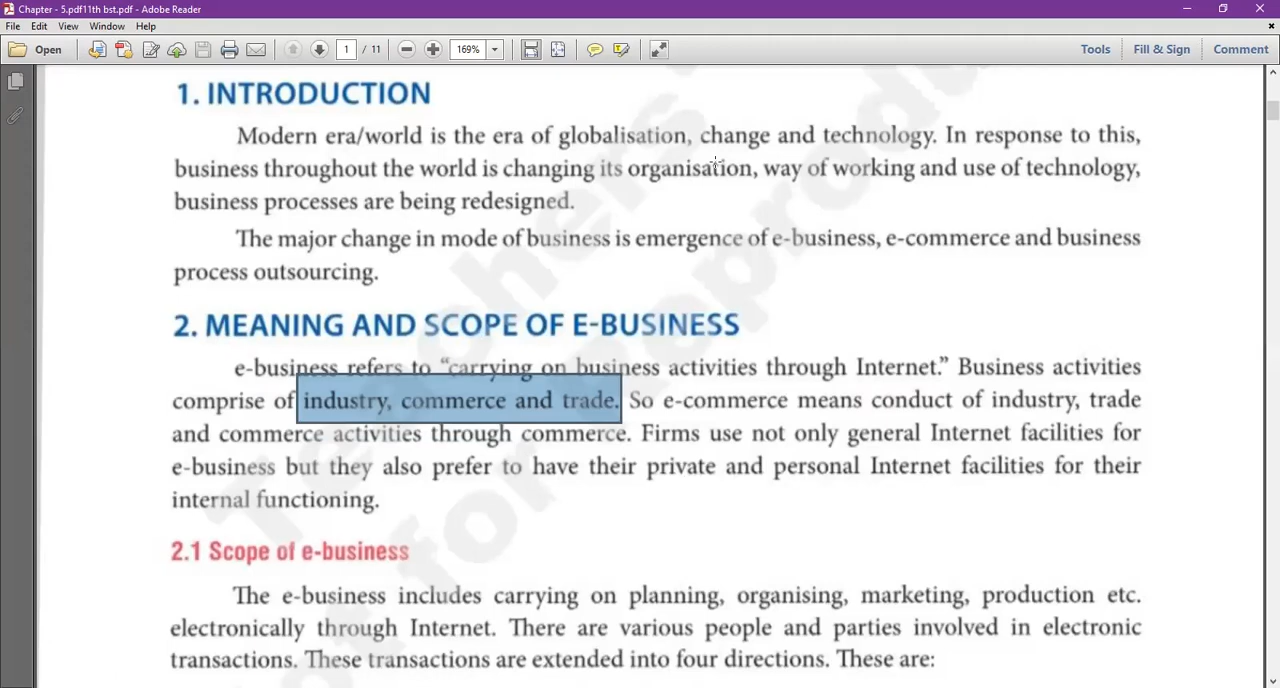 Chapter - 5.pdf11th bst.pdf - Adobe Reader
File Edit View Window Help
Open 1 / 11 169% Tools Fill & Sign Comment
1. INTRODUCTION
Modern era/world is the era of globalisation, change and technology. In response to this,
business throughout the world is changing its organisation, way of working and use of technology,
business processes are being redesigned.
The major change in mode of business is emergence of e-business, e-commerce and business
process outsourcing.
2. MEANING AND SCOPE OF E-BUSINESS
e-business refers to “carrying on business activities through Internet.” Business activities
comprise of industry, commerce and trade. So e-commerce means conduct of industry, trade
and commerce activities through commerce. Firms use not only general Internet facilities for
e-business but they also prefer to have their private and personal Internet facilities for their
internal functioning.
2.1 Scope of e-business
The e-business includes carrying on planning, organising, marketing, production etc.
electronically through Internet. There are various people and parties involved in electronic
transactions. These transactions are extended into four directions. These are: